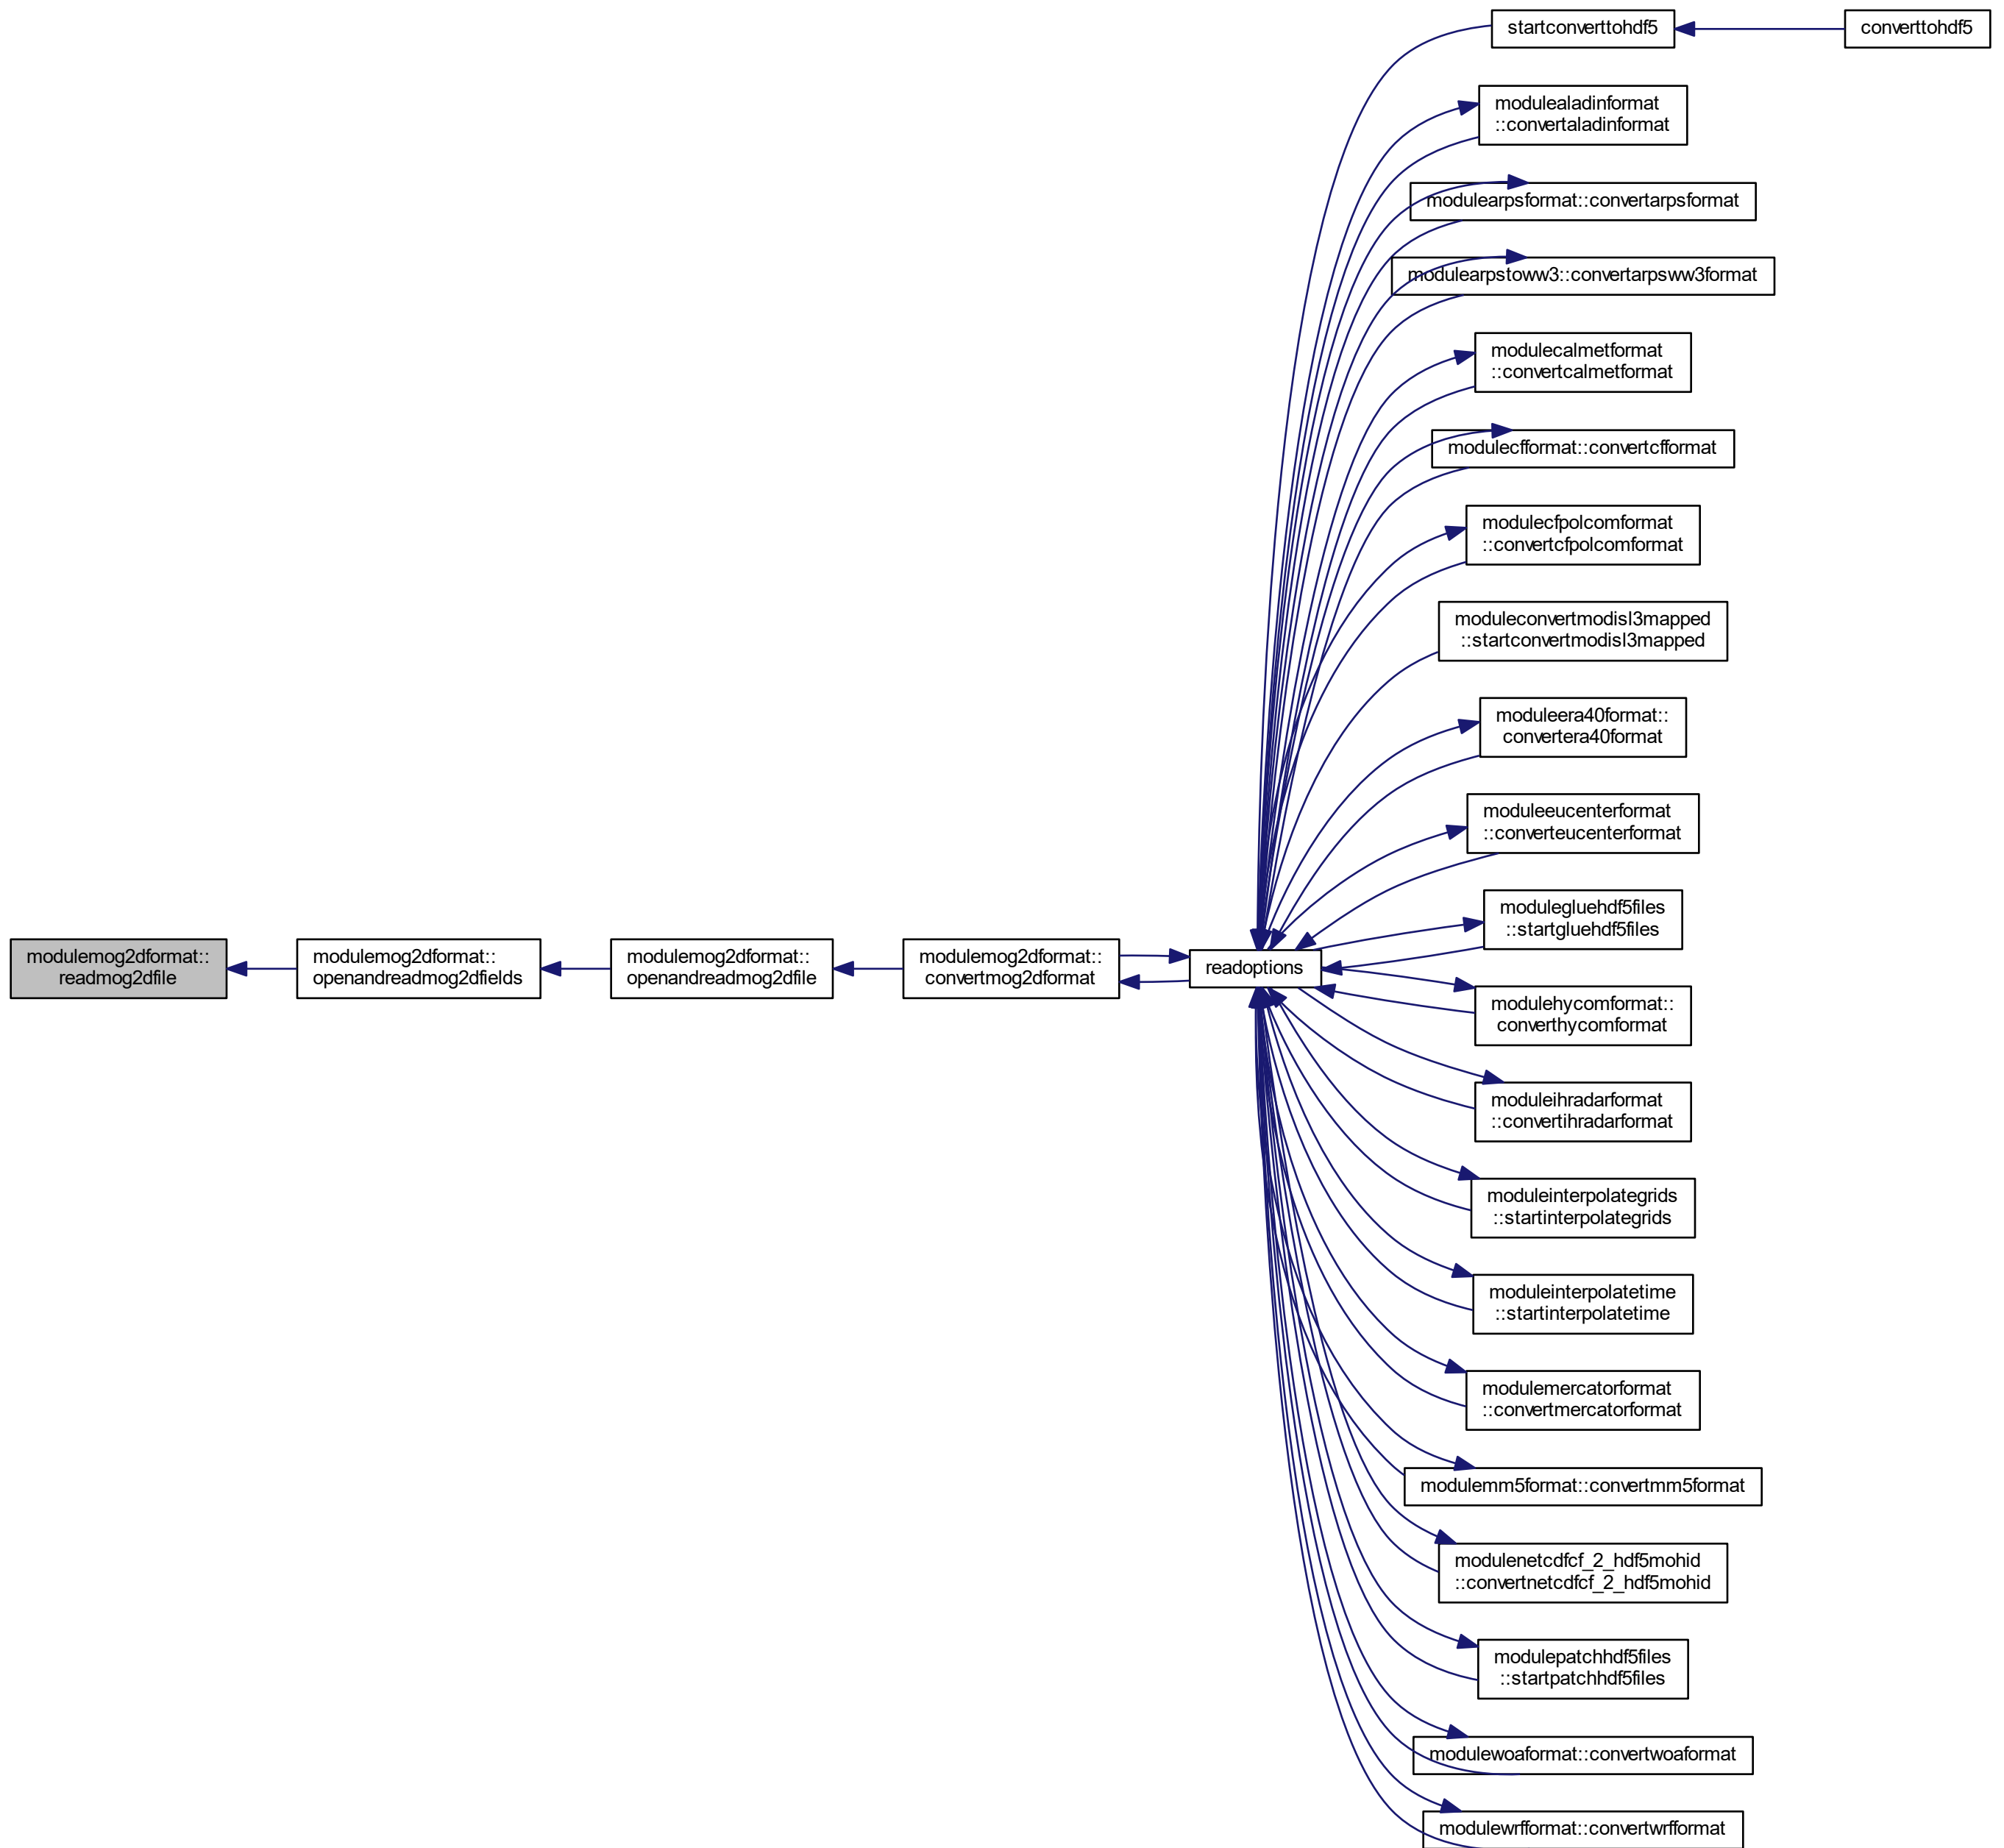 startconverttohdf5
converttohdf5
modulealadinformat
::convertaladinformat
modulearpsformat::convertarpsformat
modulearpstoww3::convertarpsww3format
modulecalmetformat
::convertcalmetformat
modulecfformat::convertcfformat
modulecfpolcomformat
::convertcfpolcomformat
moduleconvertmodisl3mapped
::startconvertmodisl3mapped
moduleera40format::
convertera40format
moduleeucenterformat
::converteucenterformat
modulegluehdf5files
::startgluehdf5files
modulemog2dformat::
readmog2dfile
modulemog2dformat::
openandreadmog2dfields
modulemog2dformat::
openandreadmog2dfile
modulemog2dformat::
convertmog2dformat
readoptions
modulehycomformat::
converthycomformat
moduleihradarformat
::convertihradarformat
moduleinterpolategrids
::startinterpolategrids
moduleinterpolatetime
::startinterpolatetime
modulemercatorformat
::convertmercatorformat
modulemm5format::convertmm5format
modulenetcdfcf_2_hdf5mohid
::convertnetcdfcf_2_hdf5mohid
modulepatchhdf5files
::startpatchhdf5files
modulewoaformat::convertwoaformat
modulewrfformat::convertwrfformat